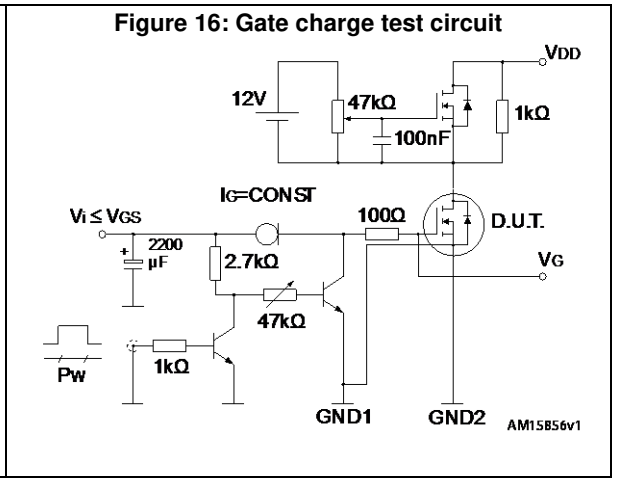 Figure 16: Gate charge test circuit
VDD
12V
47kΩ
1kΩ
100nF
IG=CONST
Vi ≤ VGS
100Ω
D.U.T.
2200
+
μF
2.7kΩ
VG
47kΩ
1kΩ
Pw
GND1
GND2
AM15856v1